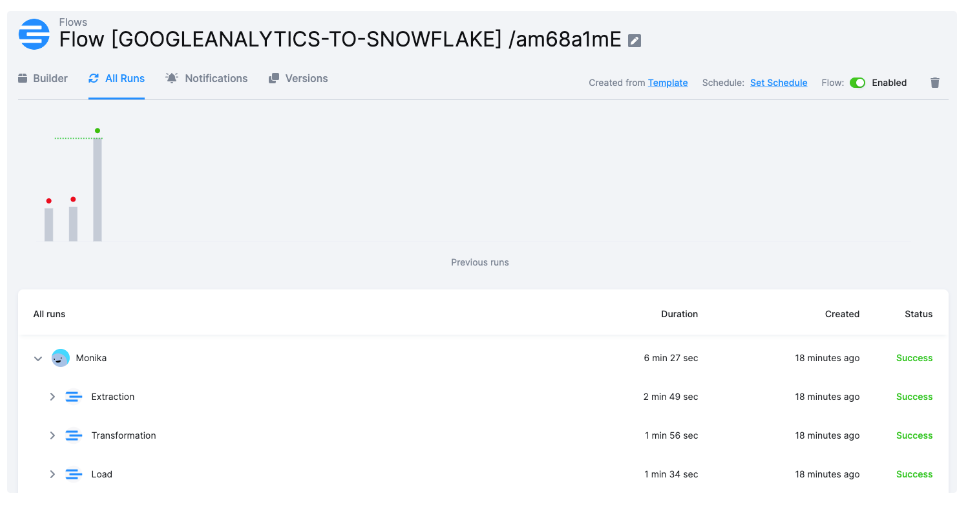 Flows
Flow [GOOGLEANALYTICS-TO-SNOWFLAKE] /am68a1mE
Builder All Runs Notifications Versions Created from Template Schedule: Set Schedule Flow: Enabled
Previous runs
All runs Duration Created Status
Monika 6 min 27 sec 18 minutes ago Success
Extraction 2 min 49 sec 18 minutes ago Success
Transformation 1 min 56 sec 18 minutes ago Success
Load 1 min 34 sec 18 minutes ago Success